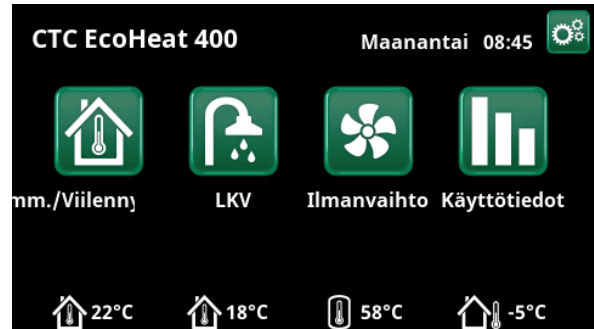 CTC EcoHeat 400 Maanantai 08:45
mm./Viilenny LKV Ilmanvaihto Käyttötiedot
22°C 18°C 58°C -5°C